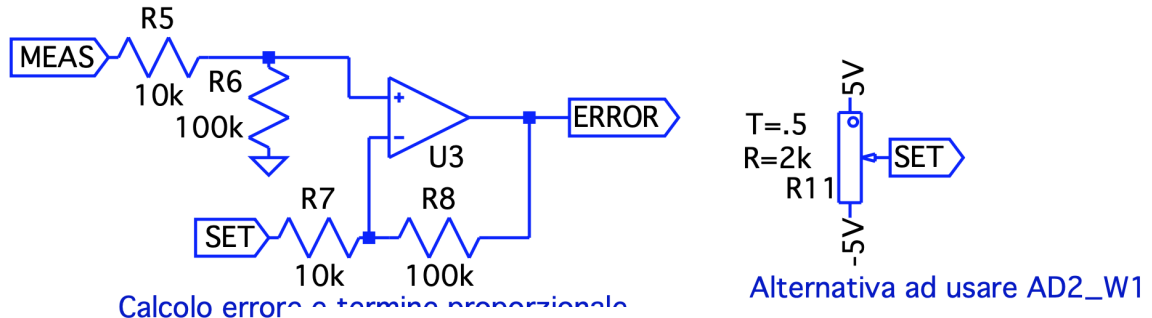 R5
MEAS
10k
R6
100k
+
-
U3
ERROR
SET
R7
10k
R8
100k
Calcolo errore e termine proporzionale
5V
T=.5
R=2k
R11
SET
-5V
Alternativa ad usare AD2_W1